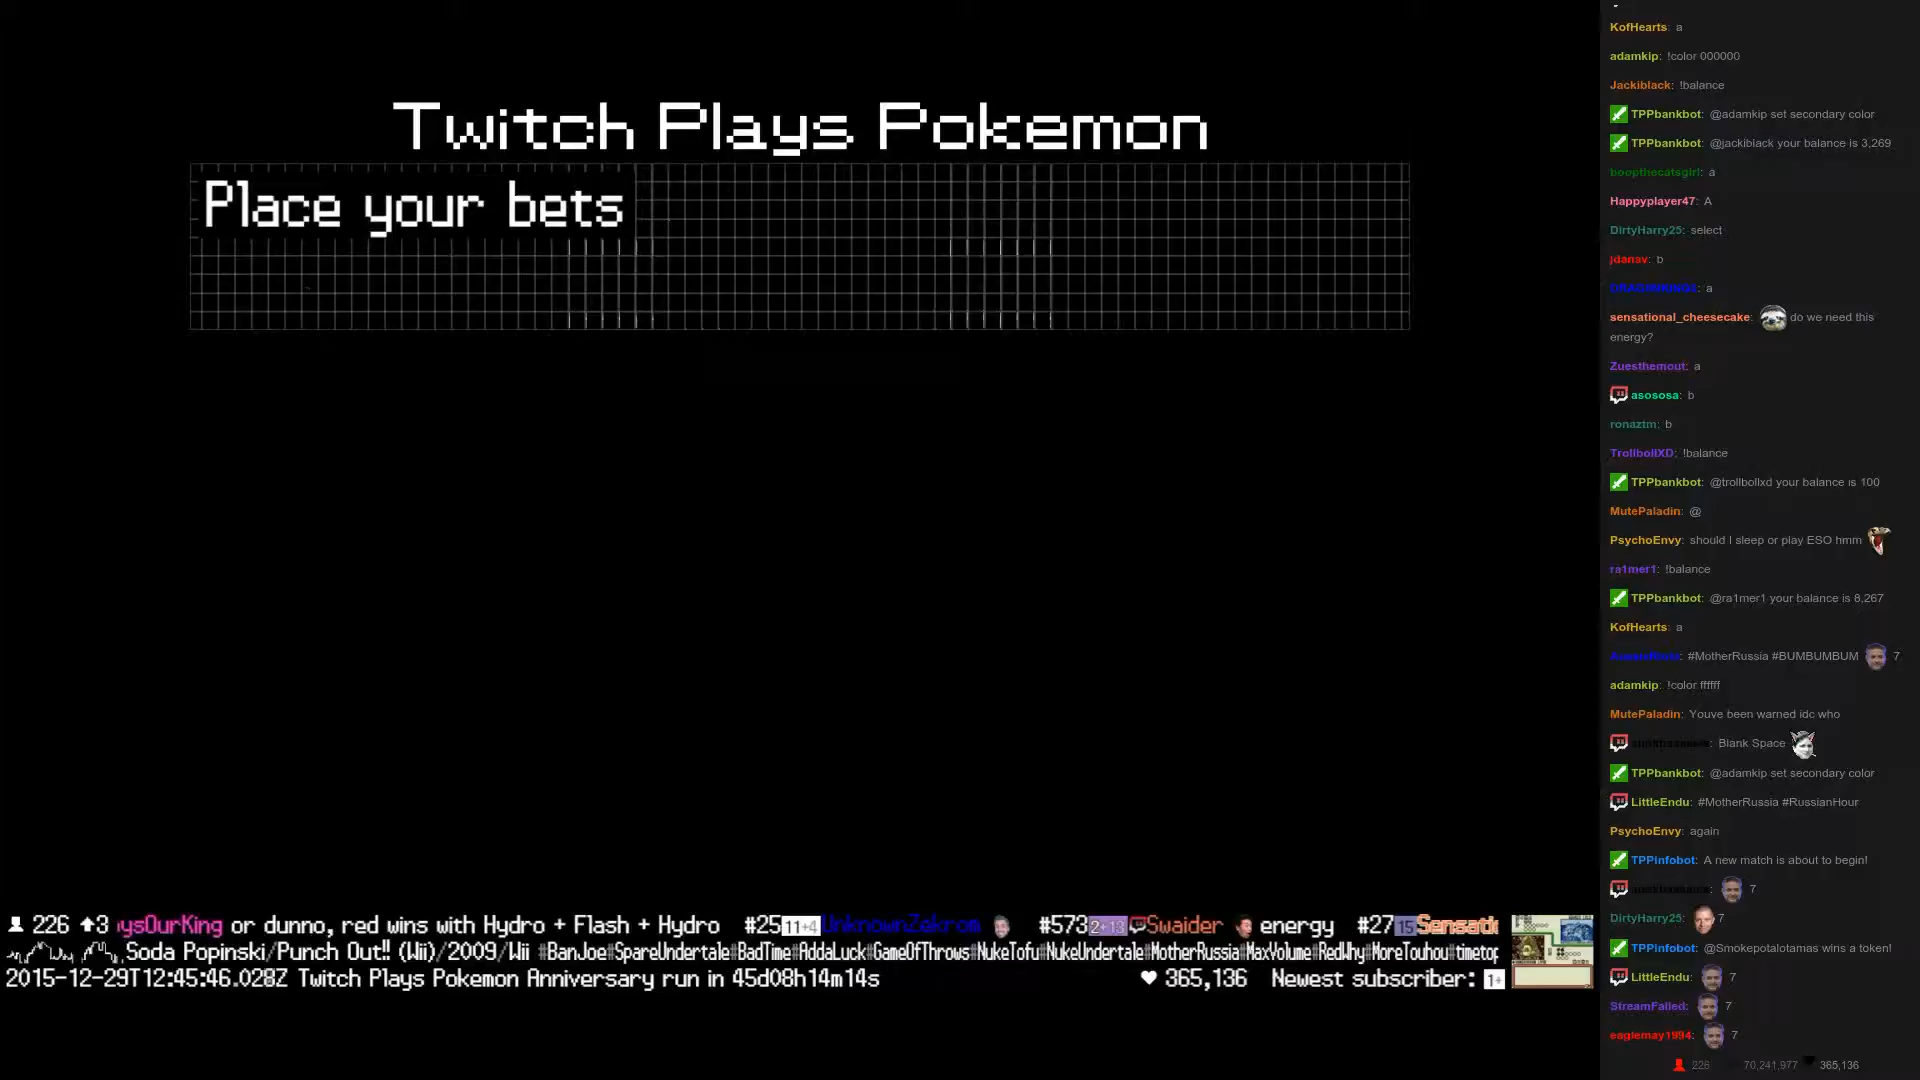 Twitch Plays Pokemon
Place your bets
226 3 ysOurKing or dunno, red wins with Hydro + Flash + Hydro #25 11+4 UnknownZekrom #573 2+13 Swaider energy #27 15 Sensati
Soda Popinski/Punch Out!! (Wii)/2009/Wii #BanJoe#SpareUndertale#BadTime#AddaLuck#GameOfThrows#NukeTofu#NukeUndertale#MotherRussia#MaxVolume#RedWhy#MoreTouhou#timetop
2015-12-29T12:45:46.028Z Twitch Plays Pokemon Anniversary run in 45d08h14m14s 365,136 Newest subscriber: 1+
KofHearts: a
adamkip: !color 000000
Jackiblack: !balance
TPPbankbot: @adamkip set secondary color
TPPbankbot: @jackiblack your balance is 3,269
boopthecatsgirl: a
Happyplayer47: A
DirtyHarry25: select
jdanav: b
: a
sensational_cheesecake: do we need this
energy?
Zuesthemout: a
asososa: b
ronaztm: b
TrollbollXD: !balance
TPPbankbot: @trollbollxd your balance is 100
MutePaladin: @
PsychoEnvy: should I sleep or play ESO hmm
ra1mer1: !balance
TPPbankbot: @ra1mer1 your balance is 8,267
KofHearts: a
: #MotherRussia #BUMBUMBUM 7
adamkip: !color ffffff
MutePaladin: Youve been warned idc who
: Blank Space
TPPbankbot: @adamkip set secondary color
LittleEndu: #MotherRussia #RussianHour
PsychoEnvy: again
TPPinfobot: A new match is about to begin!
: 7
DirtyHarry25: 7
TPPinfobot: @Smokepotalotamas wins a token!
LittleEndu: 7
StreamFailed: 7
eaglemay1994: 7
226 70,241,977 365,136